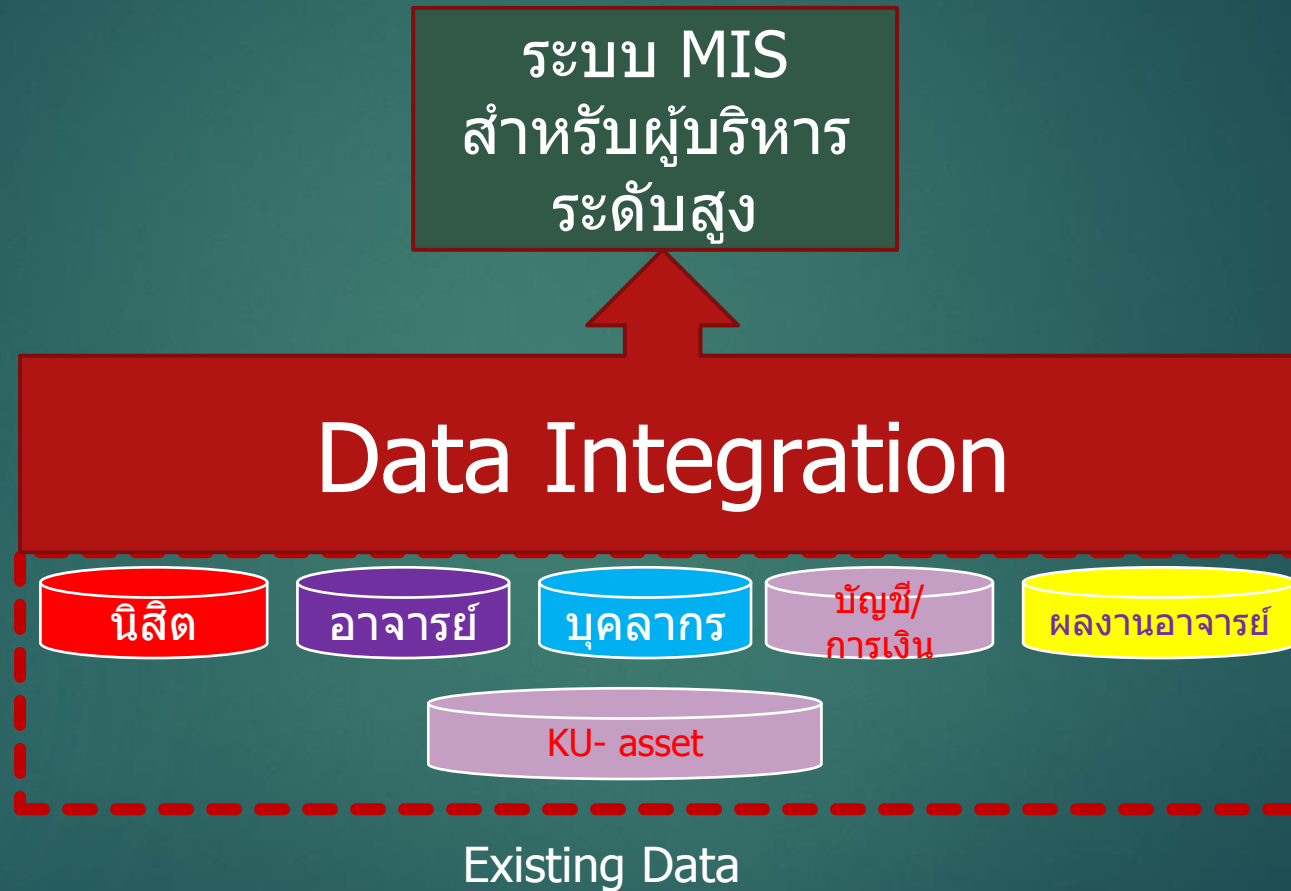 ระบบ MIS
สำหรับผู้บริหาร
ระดับสูง
Data Integration
นิสิต
อาจารย์
บุคลากร
บัญชี/
การเงิน
ผลงานอาจารย์
KU- asset
Existing Data